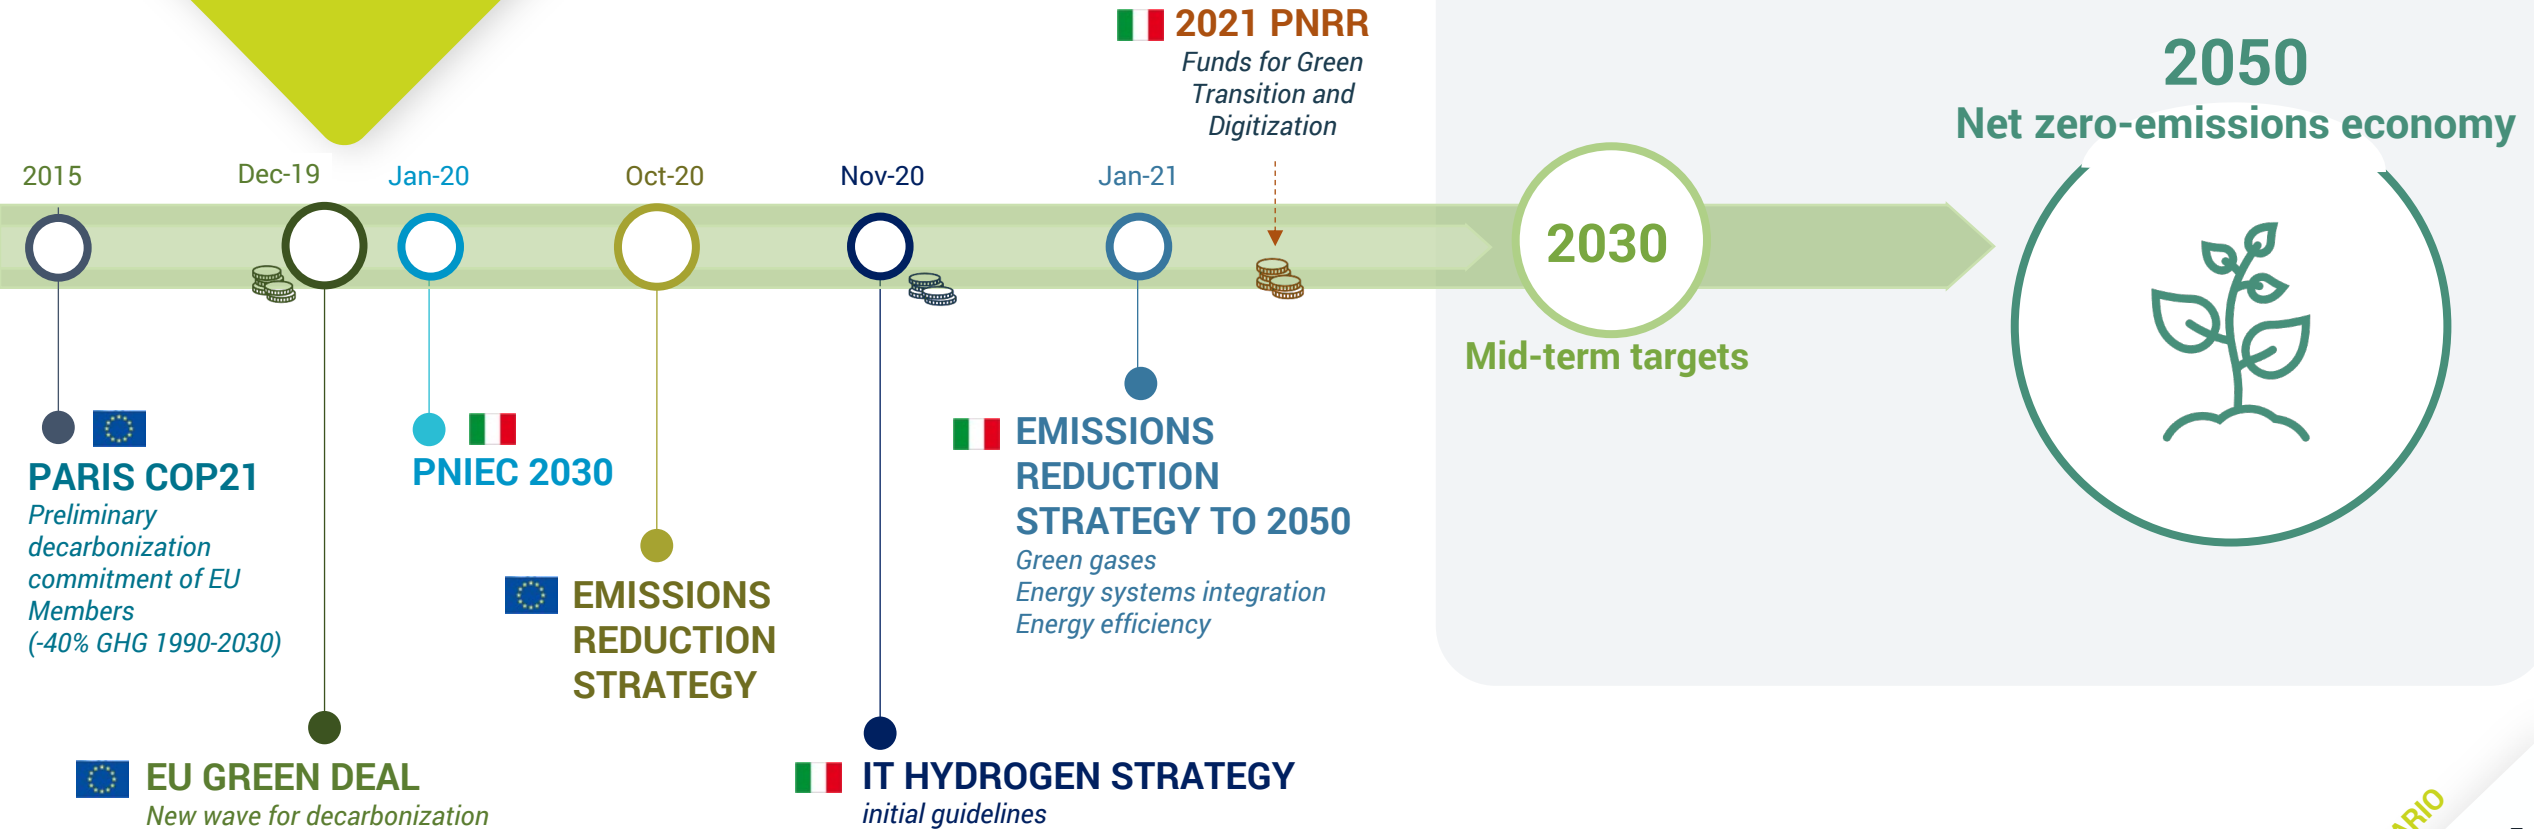 2021 PNRR
Funds for Green
Transition and
Digitization
2050
Net zero-emissions economy
2015
Dec-19
Jan-20
Oct-20
Nov-20
Jan-21
2030
Mid-term targets
PARIS COP21
Preliminary
decarbonization
commitment of EU
Members
(-40% GHG 1990-2030)
PNIEC 2030
EMISSIONS
REDUCTION
STRATEGY TO 2050
Green gases
Energy systems integration
Energy efficiency
EMISSIONS
REDUCTION
STRATEGY
EU GREEN DEAL
New wave for decarbonization
IT HYDROGEN STRATEGY
initial guidelines